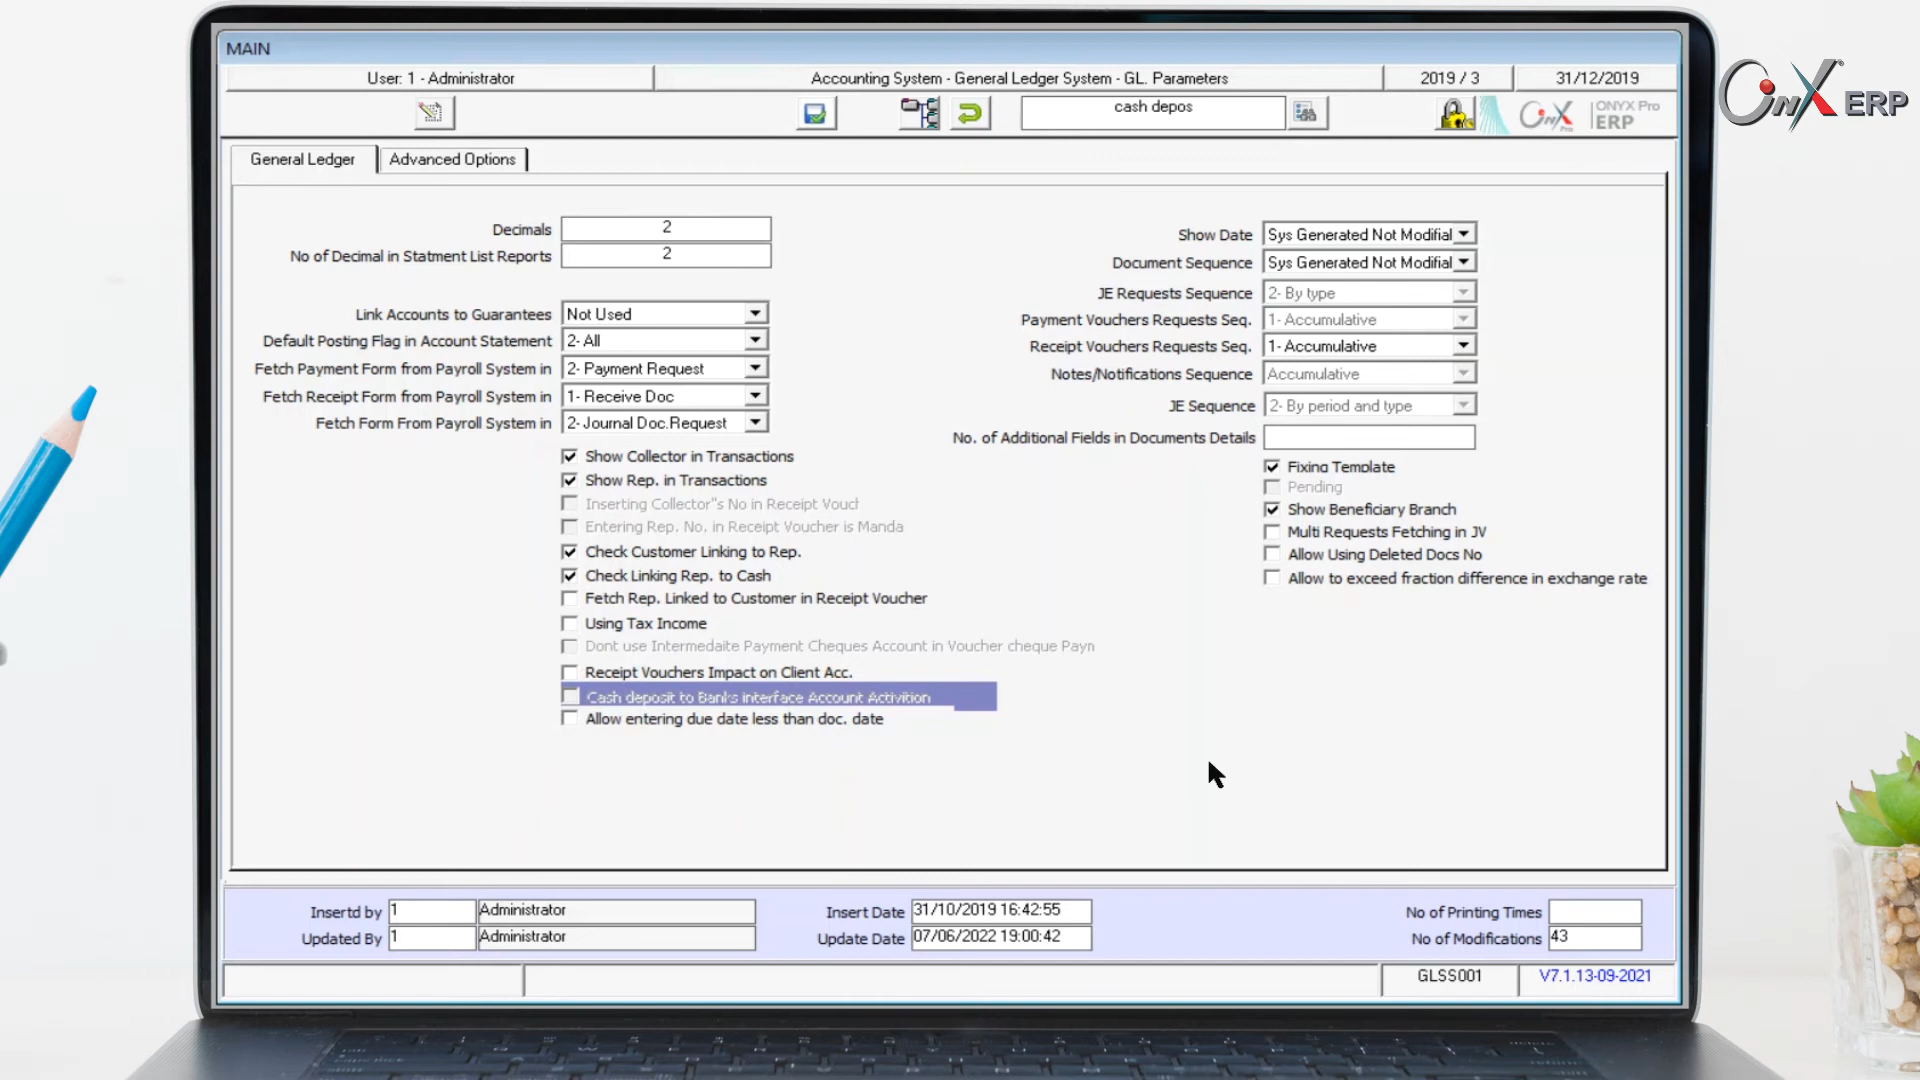 MAIN
User: 1 - Administrator
Accounting System - General Ledger System - GL. Parameters
2019 / 3
31/12/2019
cash depos
OnyX Pro
ONYX Pro
ERP
OnyX ERP
General Ledger
Advanced Options
Decimals 2
No of Decimal in Statment List Reports 2
Link Accounts to Guarantees Not Used
Default Posting Flag in Account Statement 2- All
Fetch Payment Form from Payroll System in 2- Payment Request
Fetch Receipt Form from Payroll System in 1- Receive Doc
Fetch Form From Payroll System in 2- Journal Doc.Request
Show Collector in Transactions
Show Rep. in Transactions
Inserting Collector"s No in Receipt Vouct
Entering Rep. No. in Receipt Voucher is Manda
Check Customer Linking to Rep.
Check Linking Rep. to Cash
Fetch Rep. Linked to Customer in Receipt Voucher
Using Tax Income
Dont use Intermedaite Payment Cheques Account in Voucher cheque Payn
Receipt Vouchers Impact on Client Acc.
Cash deposit to Banks interface Account Activition
Allow entering due date less than doc. date
Show Date Sys Generated Not Modifial
Document Sequence Sys Generated Not Modifial
JE Requests Sequence 2- By type
Payment Vouchers Requests Seq. 1- Accumulative
Receipt Vouchers Requests Seq. 1- Accumulative
Notes/Notifications Sequence Accumulative
JE Sequence 2- By period and type
No. of Additional Fields in Documents Details
Fixing Template
Pending
Show Beneficiary Branch
Multi Requests Fetching in JV
Allow Using Deleted Docs No
Allow to exceed fraction difference in exchange rate
Insertd by 1 Administrator
Insert Date 31/10/2019 16:42:55
No of Printing Times
Updated By 1 Administrator
Update Date 07/06/2022 19:00:42
No of Modifications 43
GLSS001
V7.1.13-09-2021